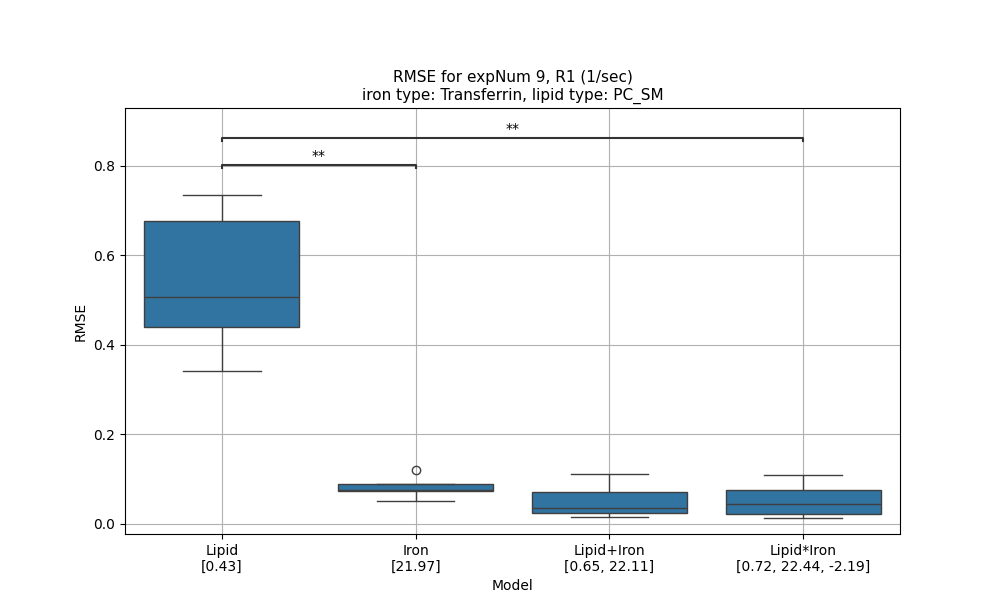 RMSE for expNum 9, R1 (1/sec)
iron type: Transferrin, lipid type: PC_SM
**
**
0.8
0.6
0.4
0.2
0.0
RMSE
Lipid
[0.43]
Iron
[21.97]
Lipid+Iron
[0.65, 22.11]
Lipid*Iron
[0.72, 22.44, -2.19]
Model